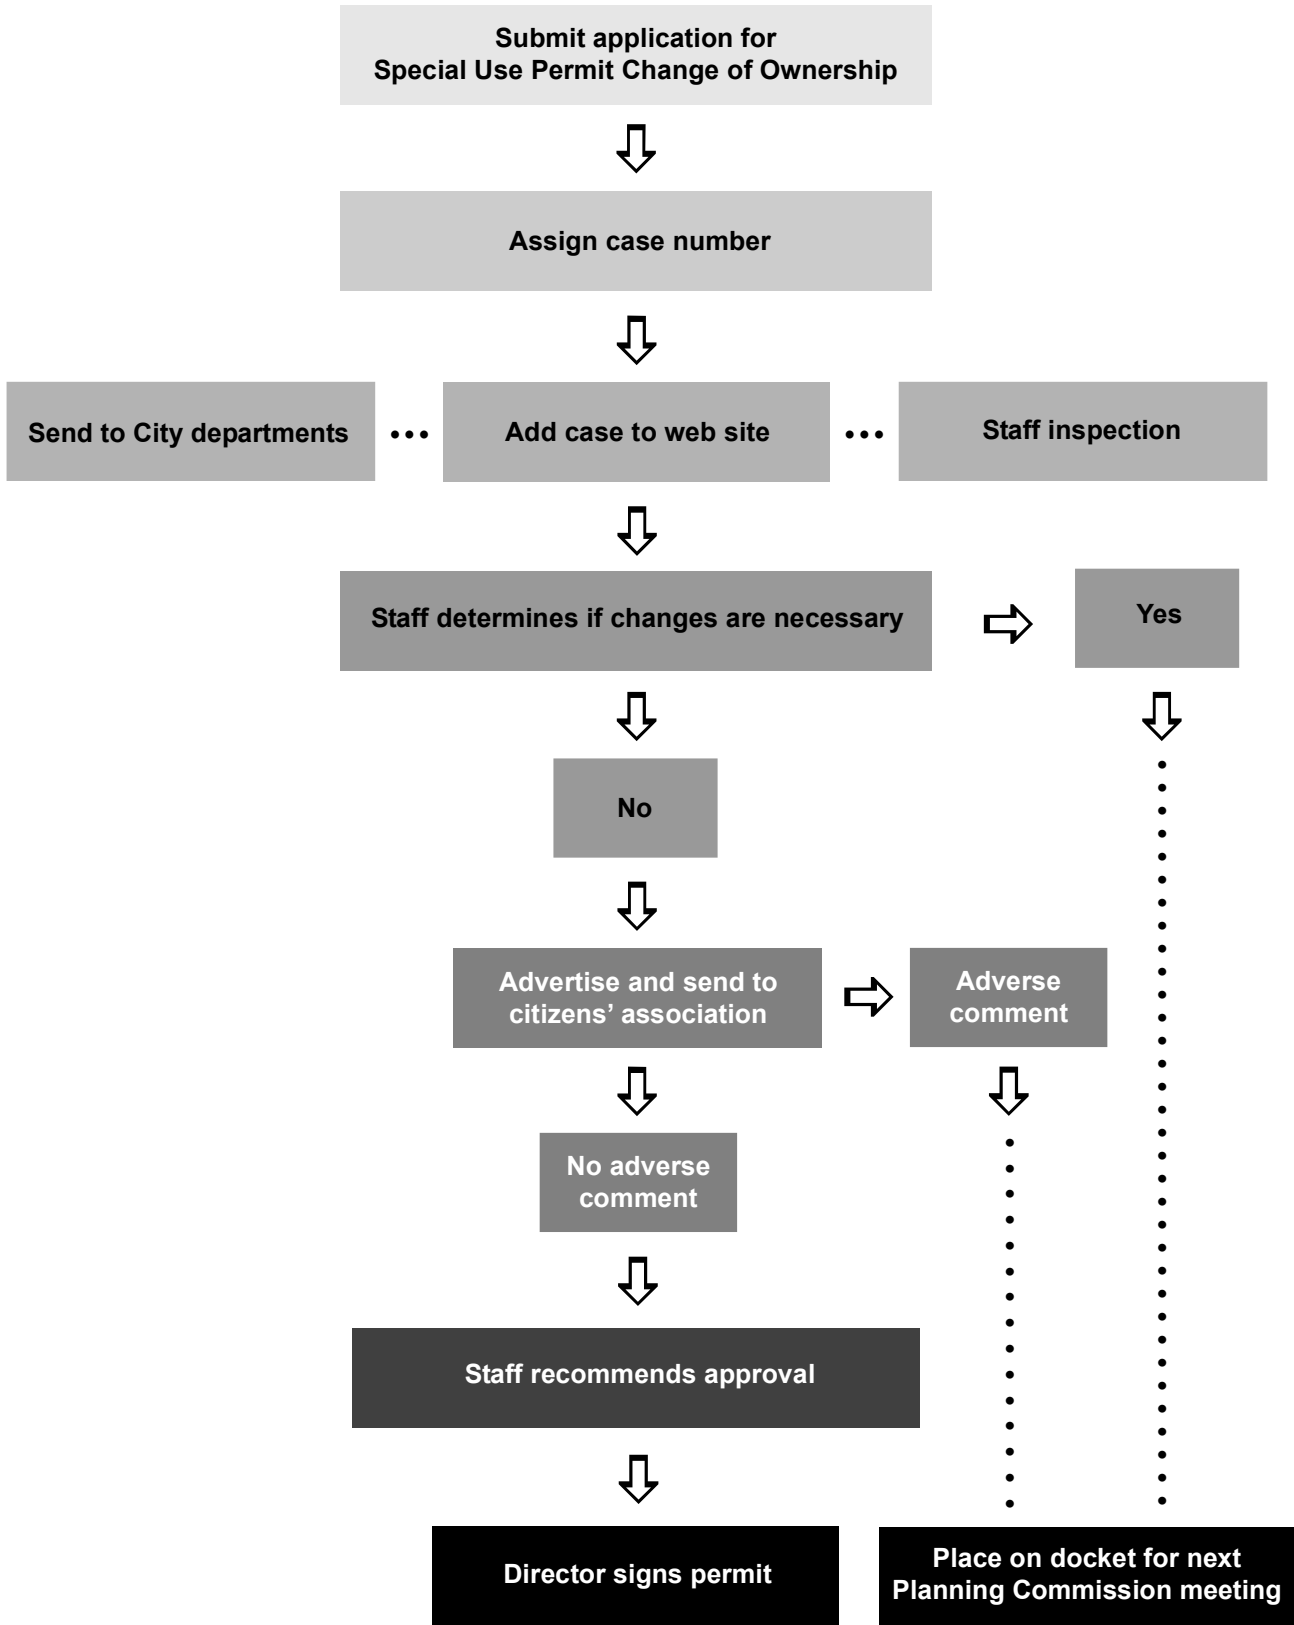 Submit application for
Special Use Permit Change of Ownership
Assign case number
Send to City departments
Add case to web site
Staff inspection
Staff determines if changes are necessary
Yes
No
Advertise and send to
citizens’ association
Adverse
comment
No adverse
comment
Staff recommends approval
Director signs permit
Place on docket for next
Planning Commission meeting